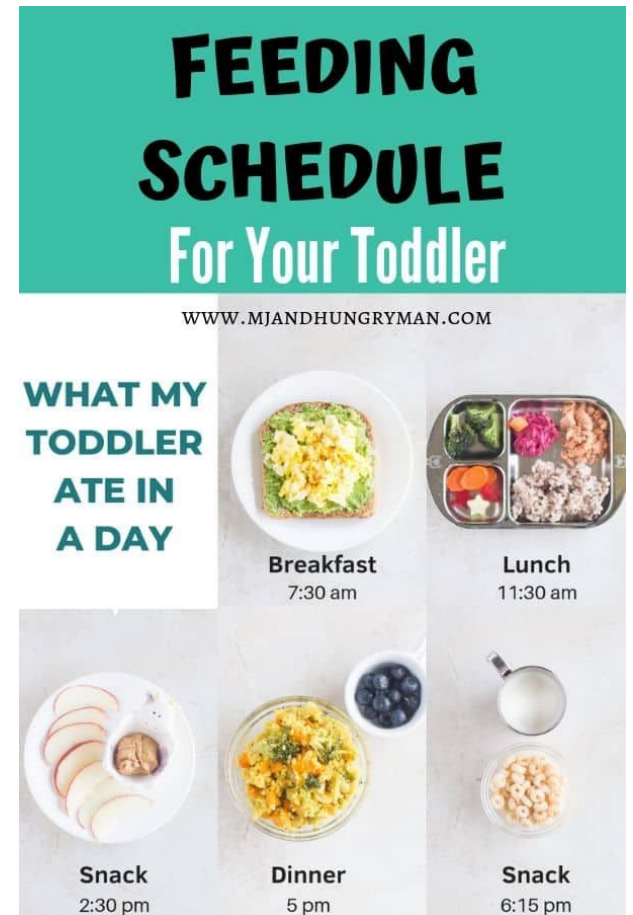 FEEDING
SCHEDULE
For Your Toddler
WWW.MJANDHUNGRYMAN.COM
WHAT MY
TODDLER
ATE IN
A DAY
Breakfast
7:30 am
Lunch
11:30 am
Snack
2:30 pm
Dinner
5 pm
Snack
6:15 pm